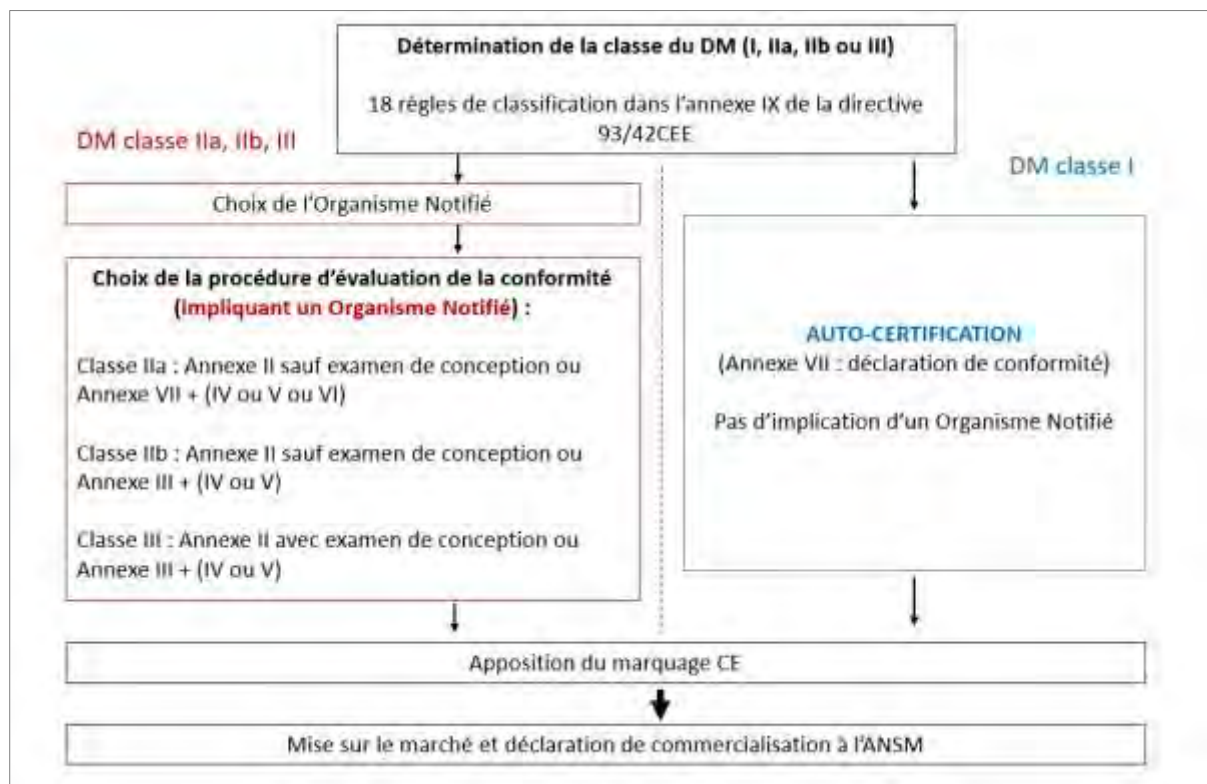 Détermination de la classe du DM (I, IIa, IIb ou III)
18 règles de classification dans l'annexe IX de la directive
93/42CEE
DM classe IIa, IIb, III
DM classe I
Choix de l'Organisme Notifié
Choix de la procédure d'évaluation de la conformité
(Impliquant un Organisme Notifié) :
Classe IIa : Annexe II sauf examen de conception ou
Annexe VII + (IV ou V ou VI)
Classe IIb : Annexe II sauf examen de conception ou
Annexe III + (IV ou V)
Classe III : Annexe II avec examen de conception ou
Annexe III + (IV ou V)
AUTO-CERTIFICATION
(Annexe VII : déclaration de conformité)
Pas d'implication d'un Organisme Notifié
Apposition du marquage CE
Mise sur le marché et déclaration de commercialisation à l'ANSM